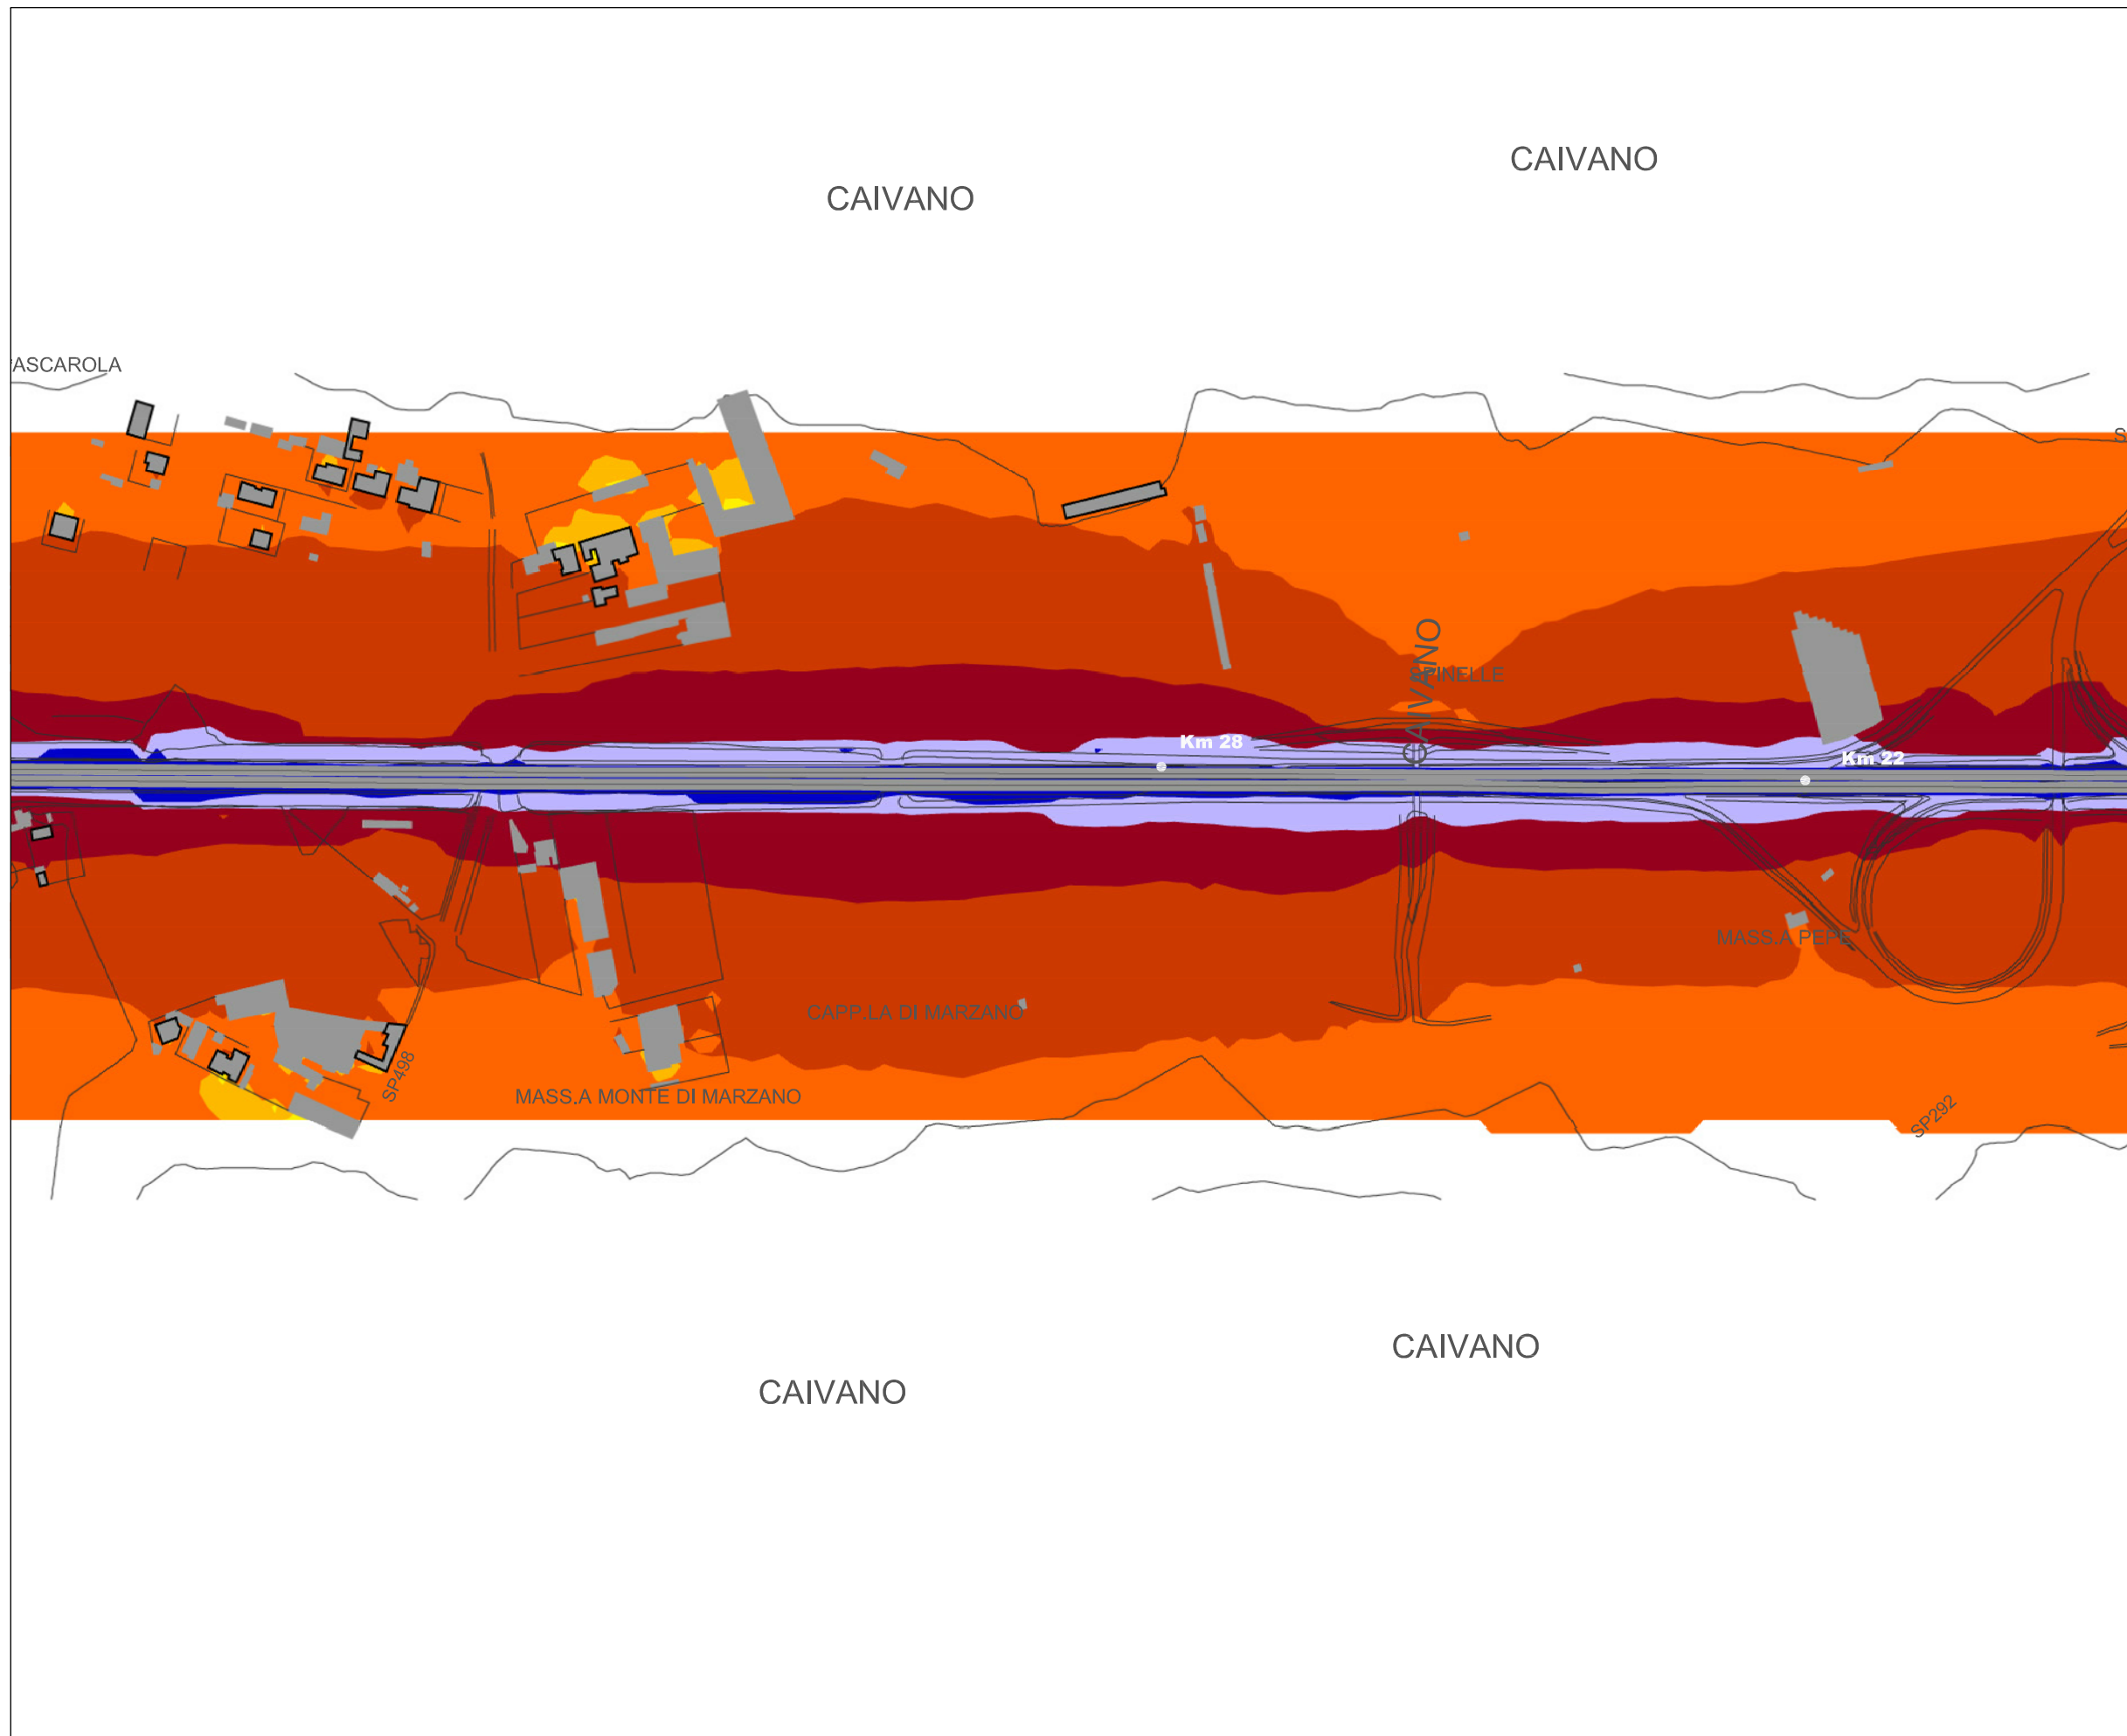 CAIVANO
CAIVANO
ASCAROLA
CAIVANO
SPINELLE
Km 28
Km 22
MASS.A PEPE
CAPP.LA DI MARZANO
SP498
MASS.A MONTE DI MARZANO
SP292
CAIVANO
CAIVANO